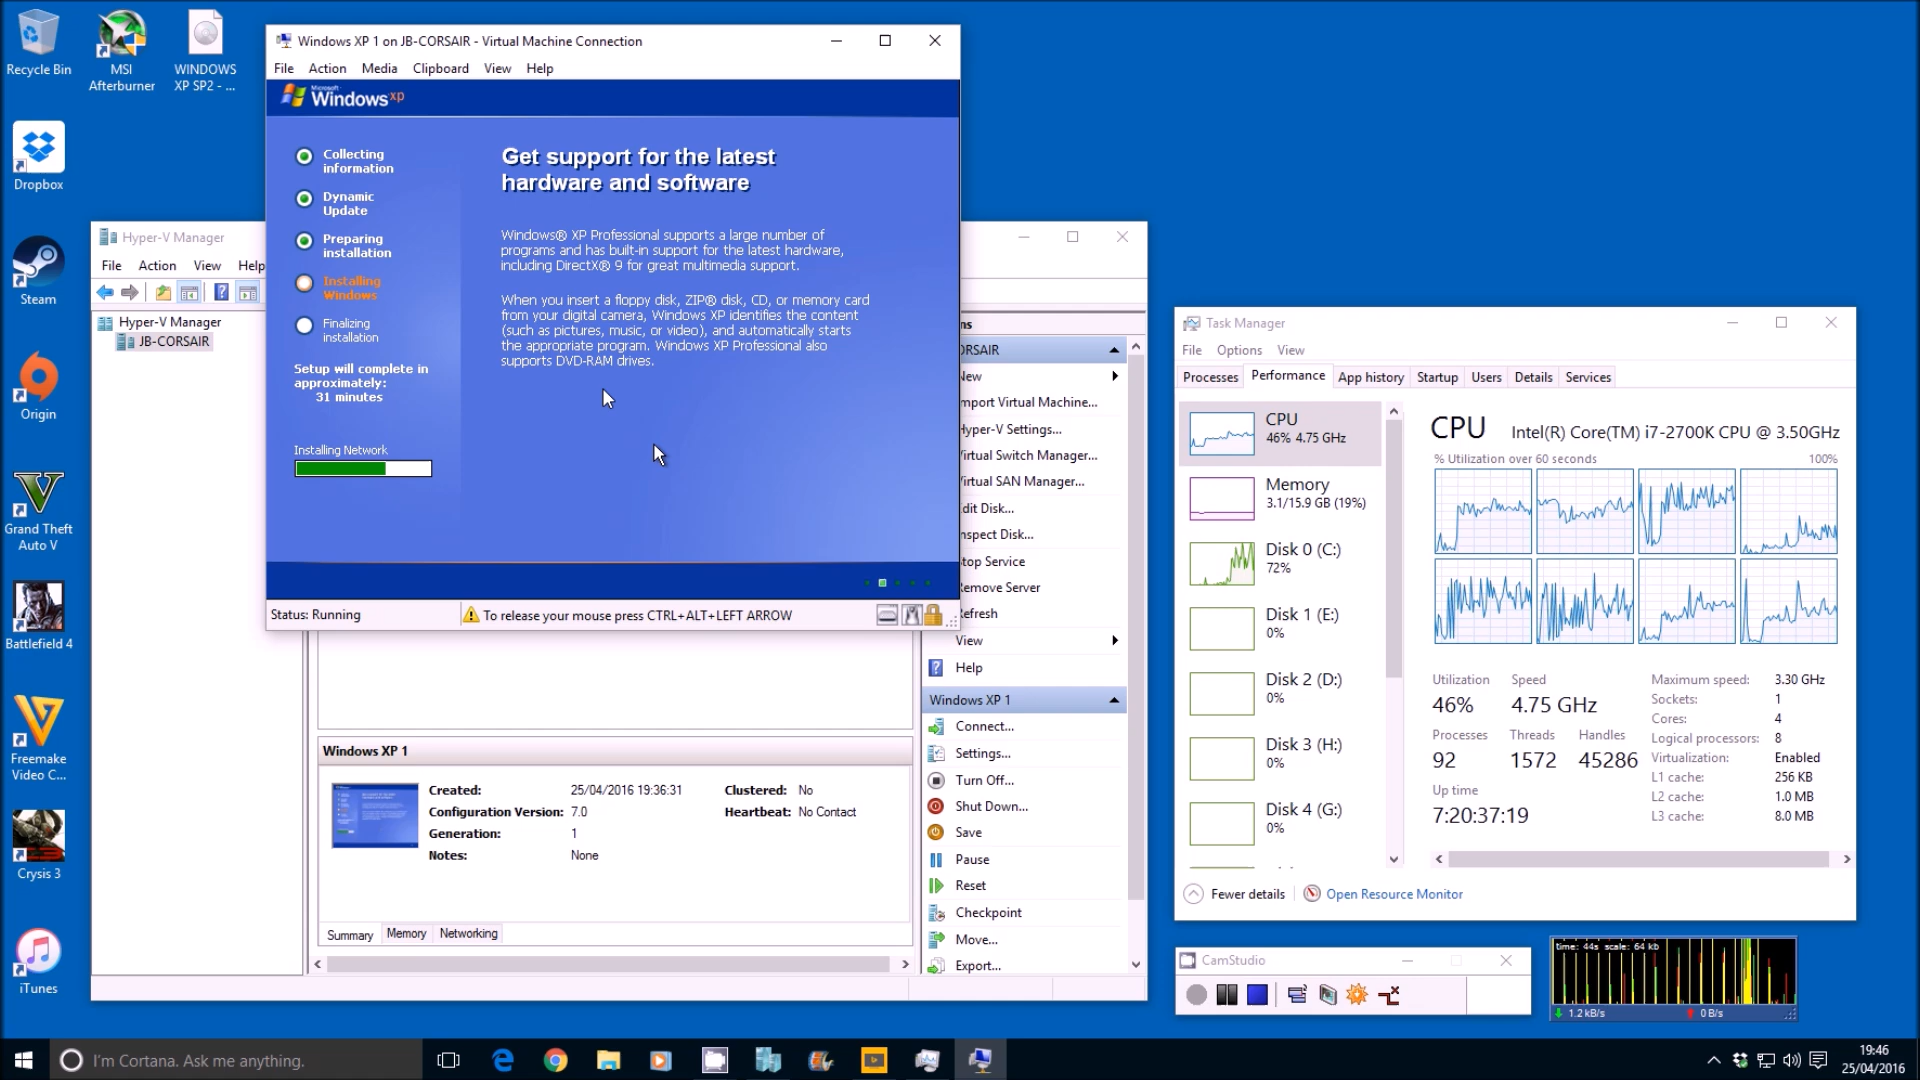 Recycle Bin
MSI
Afterburner
WINDOWS
XP SP2 - ...
Dropbox
Steam
Origin
Grand Theft
Auto V
Battlefield 4
Freemake
Video C...
Crysis 3
iTunes
Windows XP 1 on JB-CORSAIR - Virtual Machine Connection
File Action Media Clipboard View Help
Microsoft
Windows xp
Collecting
information
Dynamic
Update
Preparing
installation
Installing
Windows
Finalizing
installation
Setup will complete in
approximately:
31 minutes
Installing Network
Get support for the latest
hardware and software
Windows® XP Professional supports a large number of
programs and has built-in support for the latest hardware,
including DirectX® 9 for great multimedia support.
When you insert a floppy disk, ZIP® disk, CD, or memory card
from your digital camera, Windows XP identifies the content
(such as pictures, music, or video), and automatically starts
the appropriate program. Windows XP Professional also
supports DVD-RAM drives.
Status: Running
To release your mouse press CTRL+ALT+LEFT ARROW
Hyper-V Manager
File Action View Help
Hyper-V Manager
JB-CORSAIR
ns
ORSAIR
New
mport Virtual Machine...
Hyper-V Settings...
Virtual Switch Manager...
Virtual SAN Manager...
Edit Disk...
nspect Disk...
Stop Service
Remove Server
Refresh
View
Help
Windows XP 1
Connect...
Settings...
Turn Off...
Shut Down...
Save
Pause
Reset
Checkpoint
Move...
Export...
Windows XP 1
Created: 25/04/2016 19:36:31 Clustered: No
Configuration Version: 7.0 Heartbeat: No Contact
Generation: 1
Notes: None
Summary Memory Networking
Task Manager
File Options View
Processes Performance App history Startup Users Details Services
CPU
46% 4.75 GHz
Memory
3.1/15.9 GB (19%)
Disk 0 (C:)
72%
Disk 1 (E:)
0%
Disk 2 (D:)
0%
Disk 3 (H:)
0%
Disk 4 (G:)
0%
CPU Intel(R) Core(TM) i7-2700K CPU @ 3.50GHz
% Utilization over 60 seconds 100%
Utilization Speed
46% 4.75 GHz
Processes Threads Handles
92 1572 45286
Up time
7:20:37:19
Maximum speed: 3.30 GHz
Sockets: 1
Cores: 4
Logical processors: 8
Virtualization: Enabled
L1 cache: 256 KB
L2 cache: 1.0 MB
L3 cache: 8.0 MB
Fewer details Open Resource Monitor
CamStudio
time: 44s scale: 64 kb
1.2 kB/s 0 B/s
I'm Cortana. Ask me anything.
19:46
25/04/2016